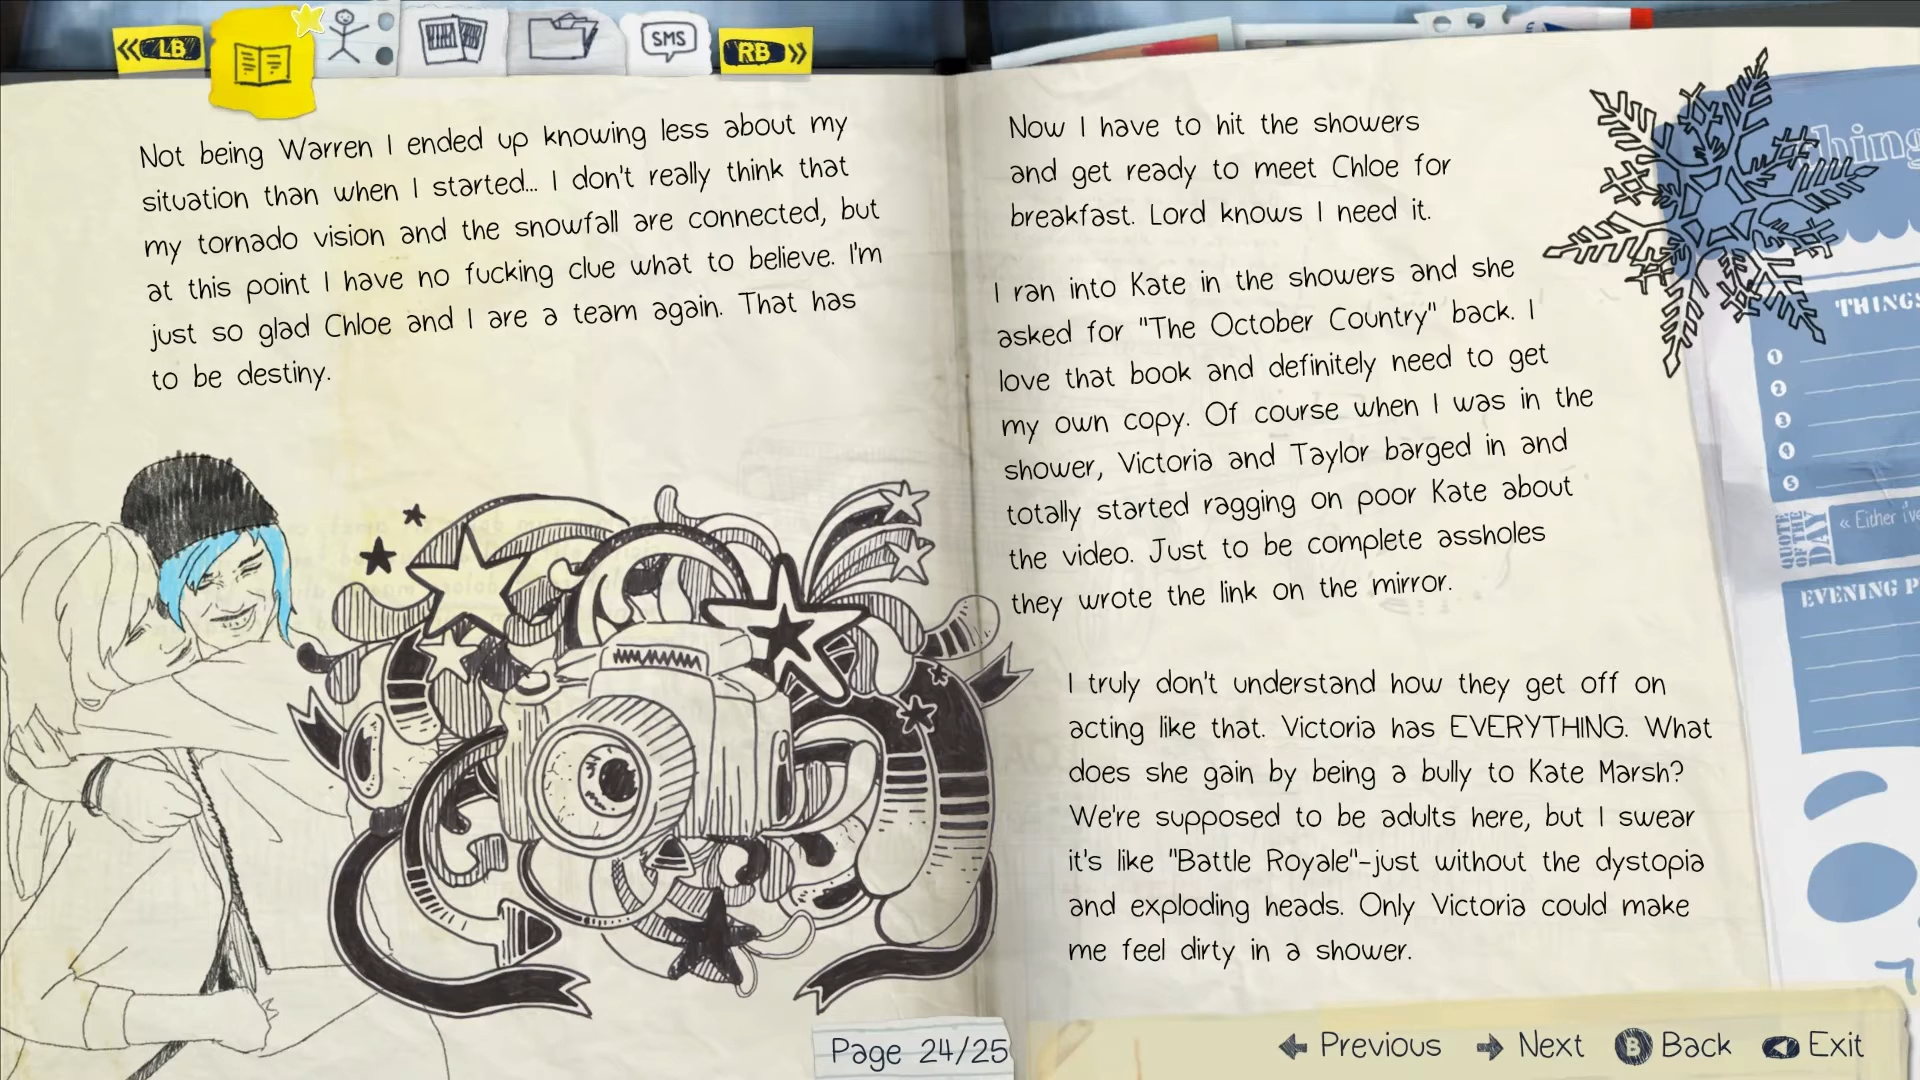 LB
SMS
RB
Not being Warren I ended up knowing less about my
situation than when I started... I don't really think that
my tornado vision and the snowfall are connected, but
at this point I have no fucking clue what to believe. I'm
just so glad Chloe and I are a team again. That has
to be destiny.
Now I have to hit the showers
and get ready to meet Chloe for
breakfast. Lord knows I need it.
I ran into Kate in the showers and she
asked for "The October Country" back. I
love that book and definitely need to get
my own copy. Of course when I was in the
shower, Victoria and Taylor barged in and
totally started ragging on poor Kate about
the video. Just to be complete assholes
they wrote the link on the mirror.
I truly don't understand how they get off on
acting like that. Victoria has EVERYTHING. What
does she gain by being a bully to Kate Marsh?
We're supposed to be adults here, but I swear
it's like "Battle Royale"-just without the dystopia
and exploding heads. Only Victoria could make
me feel dirty in a shower.
THINGS
1
2
3
4
5
QUOTE OF THE DAY
« Either i've
EVENING P
Page 24/25
Previous
Next
B Back
Exit